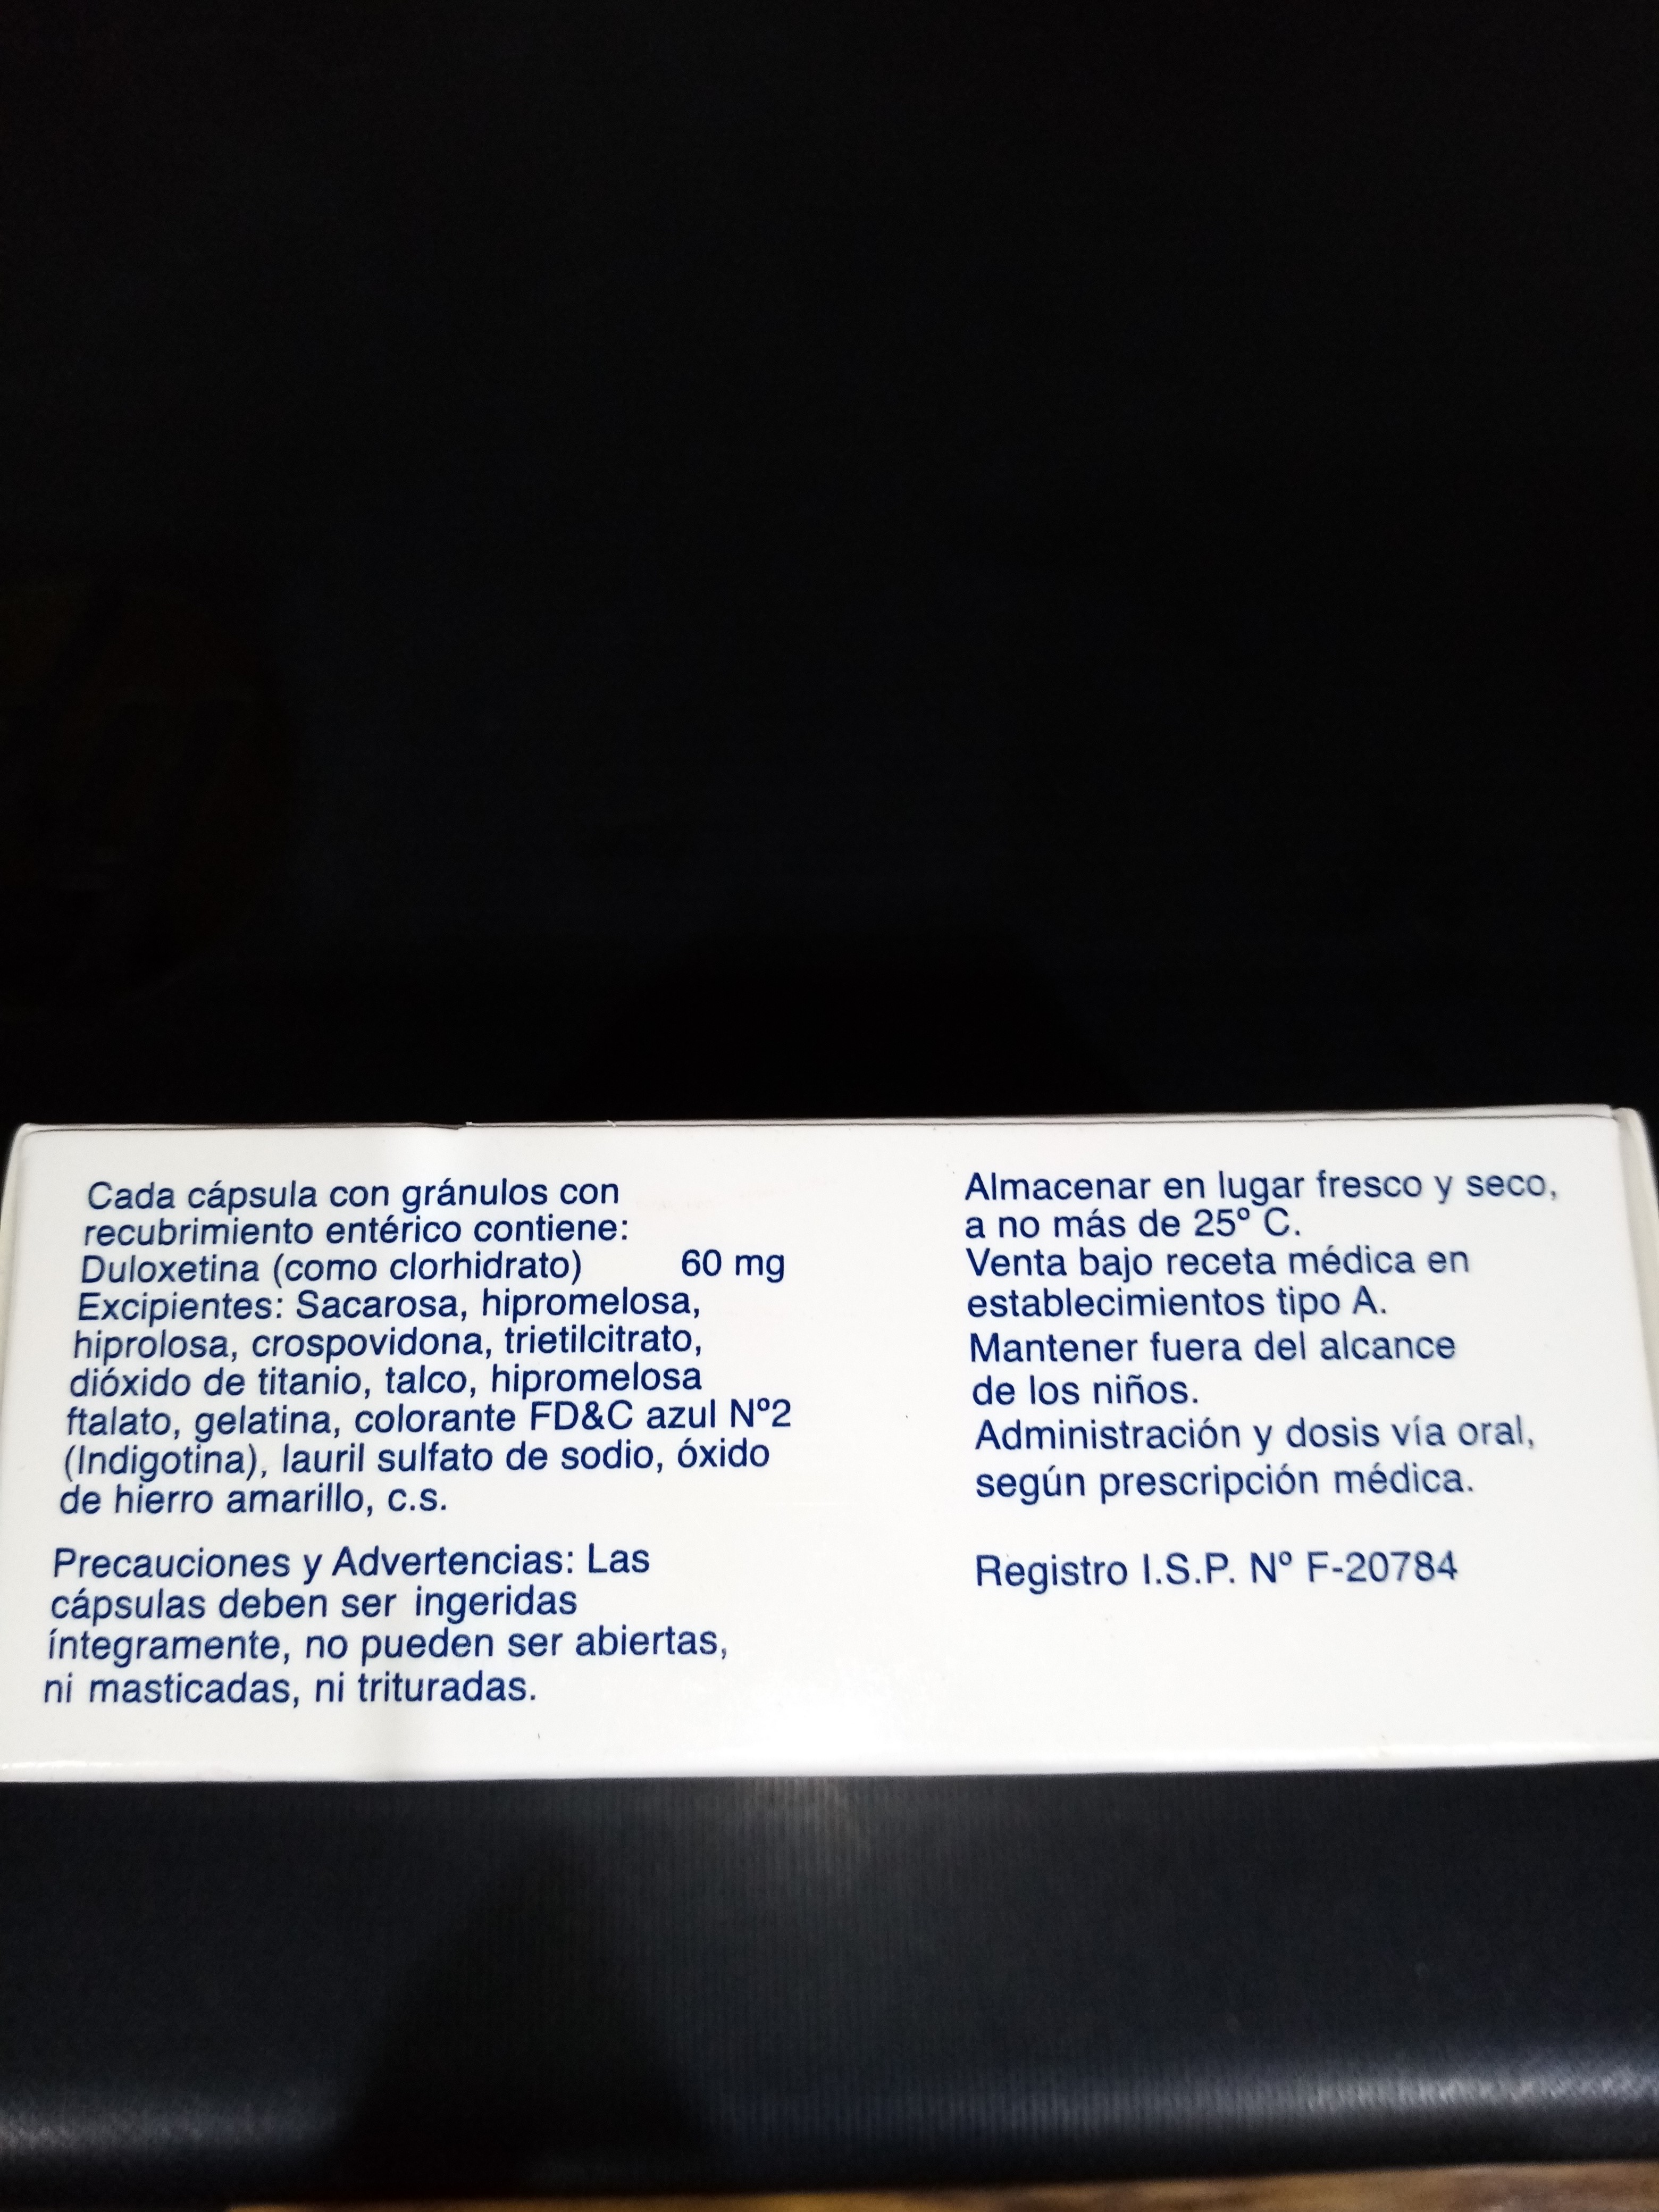 Cada cápsula con gránulos con
recubrimiento entérico contiene:
Duloxetina (como clorhidrato) 60 mg
Excipientes: Sacarosa, hipromelosa,
hiprolosa, crospovidona, trietilcitrato,
dióxido de titanio, talco, hipromelosa
ftalato, gelatina, colorante FD&C azul Nº2
(Indigotina), lauril sulfato de sodio, óxido
de hierro amarillo, c.s.
Precauciones y Advertencias: Las
cápsulas deben ser ingeridas
íntegramente, no pueden ser abiertas,
ni masticadas, ni trituradas.
Almacenar en lugar fresco y seco,
a no más de 25º C.
Venta bajo receta médica en
establecimientos tipo A.
Mantener fuera del alcance
de los niños.
Administración y dosis vía oral,
según prescripción médica.
Registro I.S.P. Nº F-20784